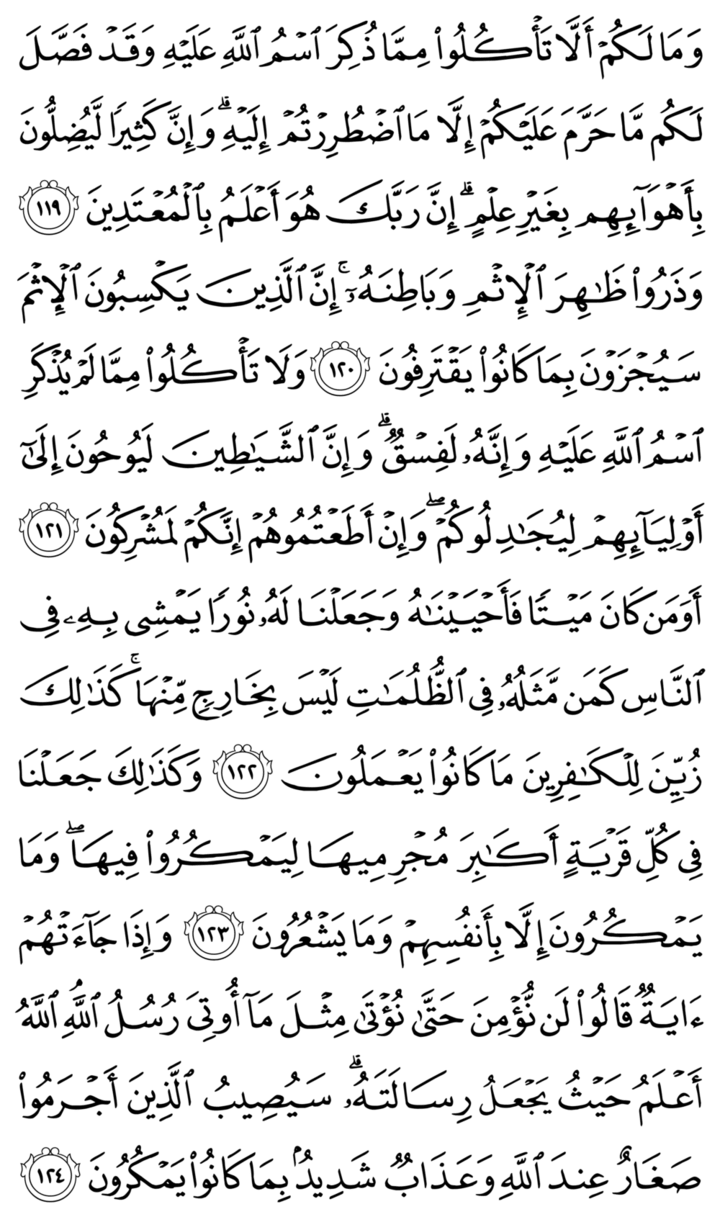 وَمَا لَكُمۡ أَلَّا تَأۡكُلُواْ مِمَّا ذُكِرَ ٱسۡمُ ٱللَّهِ عَلَيۡهِ وَقَدۡ فَصَّلَ
لَكُم مَّا حَرَّمَ عَلَيۡكُمۡ إِلَّا مَا ٱضۡطُرِرۡتُمۡ إِلَيۡهِۗ وَإِنَّ كَثِيرٗا لَّيُضِلُّونَ
بِأَهۡوَآئِهِم بِغَيۡرِ عِلۡمٍۚ إِنَّ رَبَّكَ هُوَ أَعۡلَمُ بِٱلۡمُعۡتَدِينَ ١١٩
وَذَرُواْ ظَٰهِرَ ٱلۡإِثۡمِ وَبَاطِنَهُۥٓۚ إِنَّ ٱلَّذِينَ يَكۡسِبُونَ ٱلۡإِثۡمَ
سَيُجۡزَوۡنَ بِمَا كَانُواْ يَقۡتَرِفُونَ ١٢٠ وَلَا تَأۡكُلُواْ مِمَّا لَمۡ يُذۡكَرِ
ٱسۡمُ ٱللَّهِ عَلَيۡهِ وَإِنَّهُۥ لَفِسۡقٞۗ وَإِنَّ ٱلشَّيَٰطِينَ لَيُوحُونَ إِلَىٰٓ
أَوۡلِيَآئِهِمۡ لِيُجَٰدِلُوكُمۡۖ وَإِنۡ أَطَعۡتُمُوهُمۡ إِنَّكُمۡ لَمُشۡرِكُونَ ١٢١
أَوَمَن كَانَ مَيۡتٗا فَأَحۡيَيۡنَٰهُ وَجَعَلۡنَا لَهُۥ نُورٗا يَمۡشِي بِهِۦ فِي
ٱلنَّاسِ كَمَن مَّثَلُهُۥ فِي ٱلظُّلُمَٰتِ لَيۡسَ بِخَارِجٖ مِّنۡهَاۚ كَذَٰلِكَ
زُيِّنَ لِلۡكَٰفِرِينَ مَا كَانُواْ يَعۡمَلُونَ ١٢٢ وَكَذَٰلِكَ جَعَلۡنَا
فِي كُلِّ قَرۡيَةٍ أَكَٰبِرَ مُجۡرِمِيهَا لِيَمۡكُرُواْ فِيهَاۖ وَمَا
يَمۡكُرُونَ إِلَّا بِأَنفُسِهِمۡ وَمَا يَشۡعُرُونَ ١٢٣ وَإِذَا جَآءَتۡهُمۡ
ءَايَةٞ قَالُواْ لَن نُّؤۡمِنَ حَتَّىٰ نُؤۡتَىٰ مِثۡلَ مَآ أُوتِيَ رُسُلُ ٱللَّهِۘ ٱللَّهُ
أَعۡلَمُ حَيۡثُ يَجۡعَلُ رِسَالَتَهُۥۗ سَيُصِيبُ ٱلَّذِينَ أَجۡرَمُواْ
صَغَارٌ عِندَ ٱللَّهِ وَعَذَابٞ شَدِيدُۢ بِمَا كَانُواْ يَمۡكُرُونَ ١٢٤